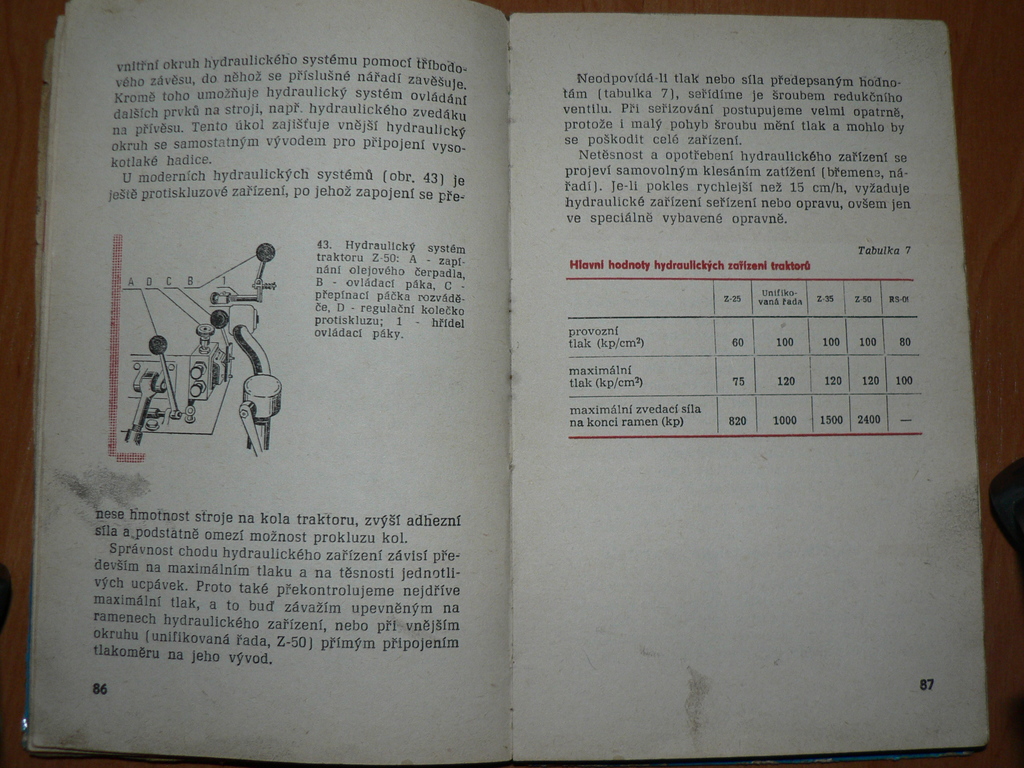 vnitřní okruh hydraulického systému pomocí tříbodo-
vého závěsu, do něhož se příslušné nářadí zavěšuje.
Kromě toho umožňuje hydraulický systém ovládání
dalších prvků na stroji, např. hydraulického zvedáku
na přívěsu. Tento úkol zajišťuje vnější hydraulický
okruh se samostatným vývodem pro připojení vyso-
kotlaké hadice.
U moderních hydraulických systémů (obr. 43) je
ještě protiskluzové zařízení, po jehož zapojení se pře-
A D C B 1
43. Hydraulický systém
traktoru Z-50: A - zapí-
nání olejového čerpadla,
B - ovládací páka, C -
přepínací páčka rozvádě-
če, D - regulační kolečko
protiskluzu; 1 - hřídel
ovládací páky.
nese hmotnost stroje na kola traktoru, zvýší adhezní
síla a podstatně omezí možnost prokluzu kol.
Správnost chodu hydraulického zařízení závisí pře-
devším na maximálním tlaku a na těsnosti jednotli-
vých ucpávek. Proto také překontrolujeme nejdříve
maximální tlak, a to buď závažím upevněným na
ramenech hydraulického zařízení, nebo při vnějším
okruhu (unifikovaná řada, Z-50) přímým připojením
tlakoměru na jeho vývod.
86
Neodpovídá-li tlak nebo síla předepsaným hodno-
tám (tabulka 7), seřídíme je šroubem redukčního
ventilu. Při seřizování postupujeme velmi opatrně,
protože i malý pohyb šroubu mění tlak a mohlo by
se poškodit celé zařízení.
Netěsnost a opotřebení hydraulického zařízení se
projeví samovolným klesáním zatížení (břemene, ná-
řadí). Je-li pokles rychlejší než 15 cm/h, vyžaduje
hydraulické zařízení seřízení nebo opravu, ovšem jen
ve speciálně vybavené opravně.
Tabulka 7
Hlavní hodnoty hydraulických zařízení traktorů
Z-25 Unifiko- Z-35 Z-50 RS-01
vaná řada
provozní
tlak (kp/cm²) 60 100 100 100 80
maximální
tlak (kp/cm²) 75 120 120 120 100
maximální zvedací síla
na konci ramen (kp) 820 1000 1500 2400 —
87